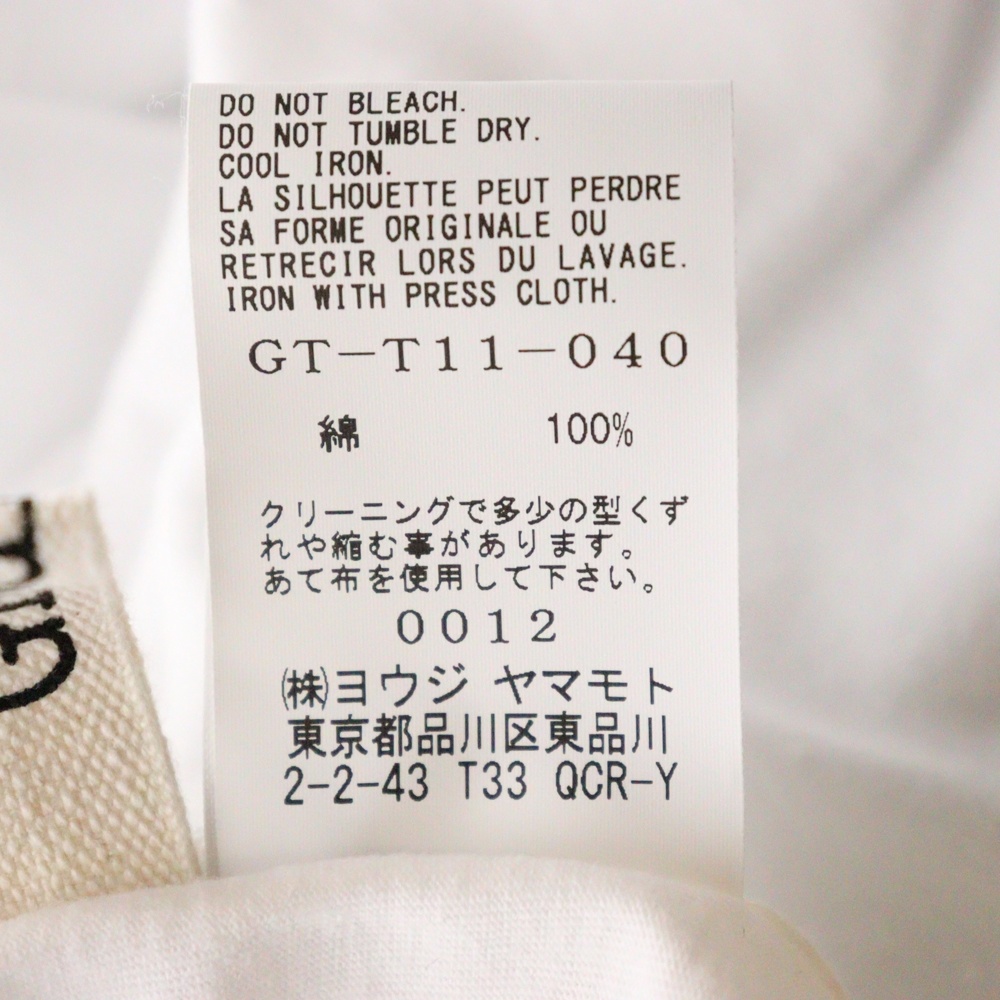 DO NOT BLEACH.
DO NOT TUMBLE DRY.
COOL IRON.
LA SILHOUETTE PEUT PERDRE
SA FORME ORIGINALE OU
RETRECIR LORS DU LAVAGE.
IRON WITH PRESS CLOTH.
GT-T11-040
綿 100%
クリーニングで多少の型くず
れや縮む事があります。
あて布を使用して下さい。
0012
㈱ヨウジ ヤマモト
東京都品川区東品川
2-2-43 T33 QCR-Y